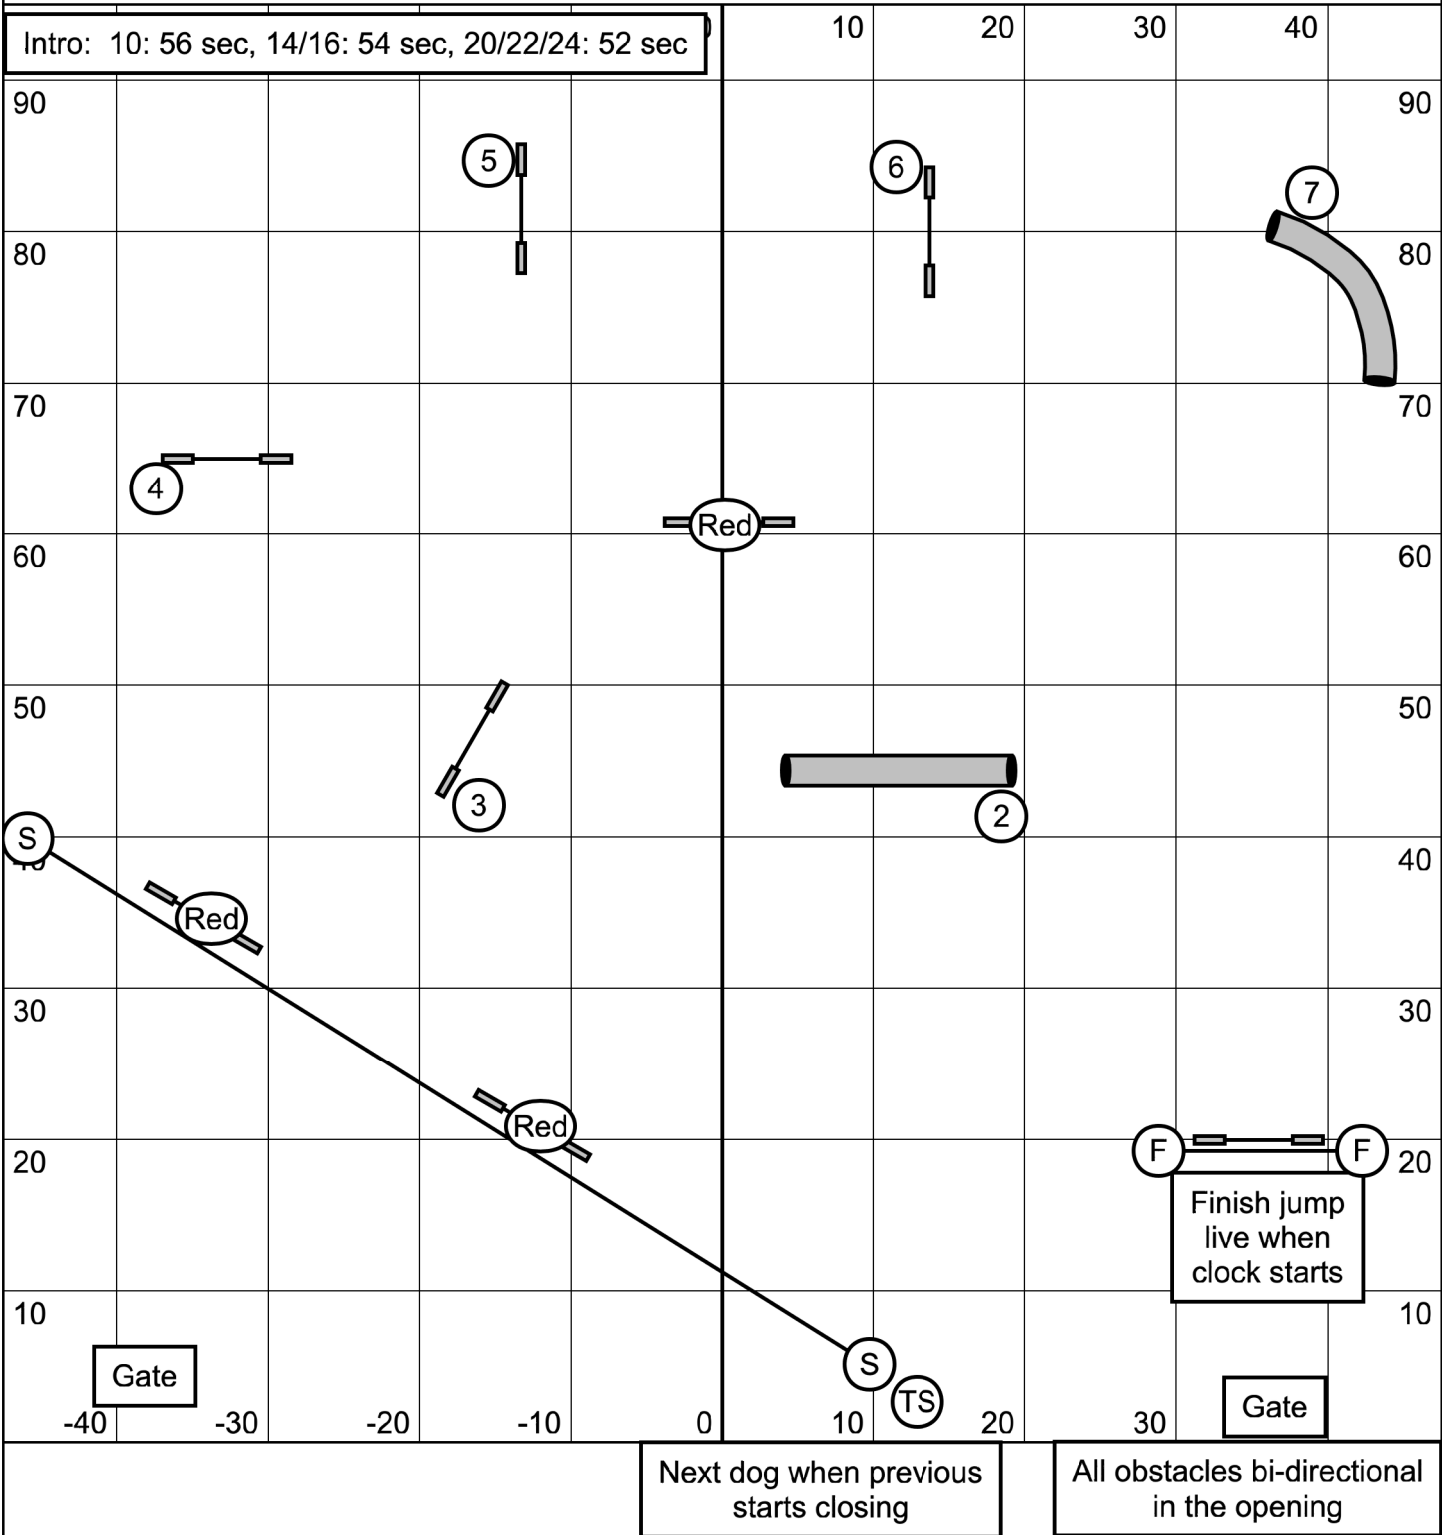 Intro:  10: 56 sec, 14/16: 54 sec, 20/22/24: 52 sec
10 20 30 40
90 90
5
6
7
80 80
70 70
4
Red
60 60
50 50
3
2
S
40
Red
30 30
Red
F F
20 20
Finish jump
live when
clock starts
10 10
S
Gate
TS
Gate
-40 -30 -20 -10 0 10 20 30
Next dog when previous
starts closing
All obstacles bi-directional
in the opening